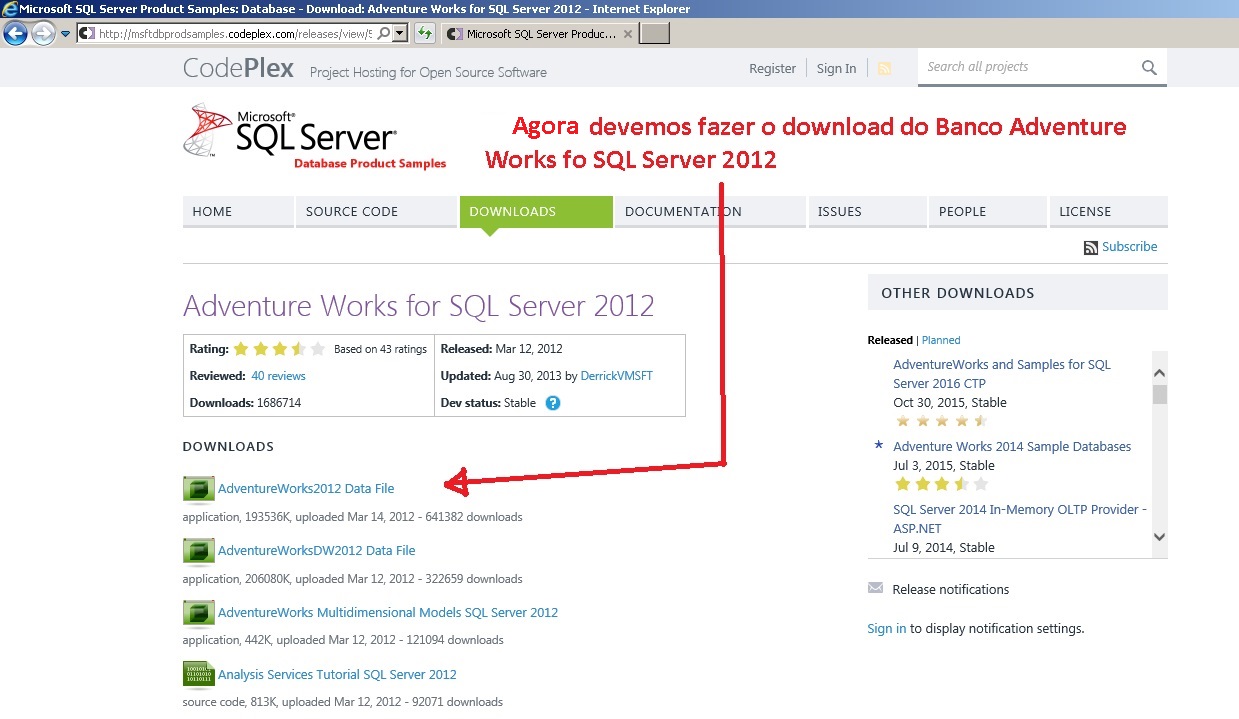 Microsoft SQL Server Product Samples: Database - Download: Adventure Works for SQL Server 2012 - Internet Explorer
http://msftdbprodsamples.codeplex.com/releases/view/5
Microsoft SQL Server Produc...
CodePlex Project Hosting for Open Source Software
Register
Sign In
Search all projects
Microsoft®
SQL Server®
Database Product Samples
Agora devemos fazer o download do Banco Adventure
Works fo SQL Server 2012
HOME
SOURCE CODE
DOWNLOADS
DOCUMENTATION
ISSUES
PEOPLE
LICENSE
Subscribe
Adventure Works for SQL Server 2012
Rating: Based on 43 ratings
Reviewed: 40 reviews
Downloads: 1686714
Released: Mar 12, 2012
Updated: Aug 30, 2013 by DerrickVMSFT
Dev status: Stable ?
DOWNLOADS
AdventureWorks2012 Data File
application, 193536K, uploaded Mar 14, 2012 - 641382 downloads
AdventureWorksDW2012 Data File
application, 206080K, uploaded Mar 12, 2012 - 322659 downloads
AdventureWorks Multidimensional Models SQL Server 2012
application, 442K, uploaded Mar 12, 2012 - 121094 downloads
Analysis Services Tutorial SQL Server 2012
source code, 813K, uploaded Mar 12, 2012 - 92071 downloads
OTHER DOWNLOADS
Released | Planned
AdventureWorks and Samples for SQL
Server 2016 CTP
Oct 30, 2015, Stable
* Adventure Works 2014 Sample Databases
Jul 3, 2015, Stable
SQL Server 2014 In-Memory OLTP Provider -
ASP.NET
Jul 9, 2014, Stable
Release notifications
Sign in to display notification settings.